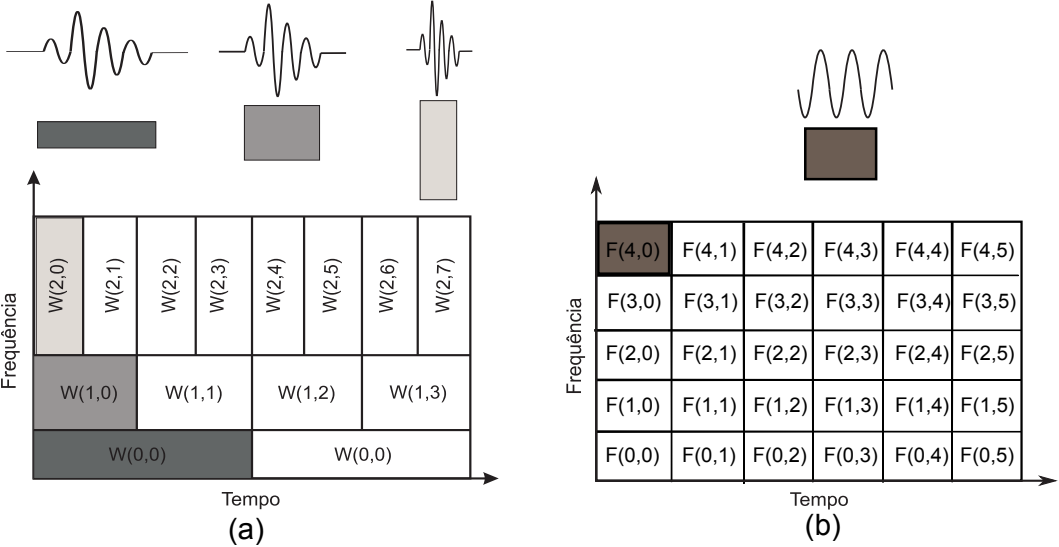 Frequência
W(2,0) W(2,1) W(2,2) W(2,3) W(2,4) W(2,5) W(2,6) W(2,7)
W(1,0) W(1,1) W(1,2) W(1,3)
W(0,0) W(0,0)
Tempo
(a)
Frequência
F(4,0) F(4,1) F(4,2) F(4,3) F(4,4) F(4,5)
F(3,0) F(3,1) F(3,2) F(3,3) F(3,4) F(3,5)
F(2,0) F(2,1) F(2,2) F(2,3) F(2,4) F(2,5)
F(1,0) F(1,1) F(1,2) F(1,3) F(1,4) F(1,5)
F(0,0) F(0,1) F(0,2) F(0,3) F(0,4) F(0,5)
Tempo
(b)